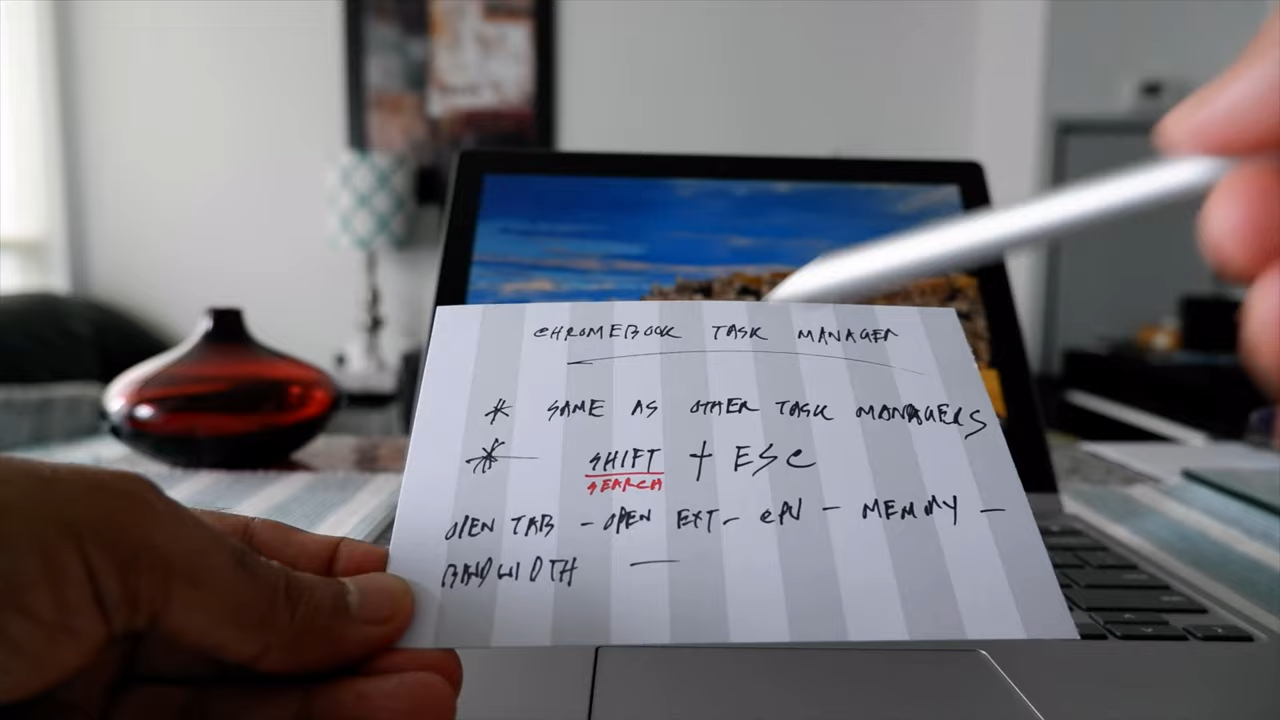 CHROMEBOOK TASK MANAGER
* SAME AS OTHER TASK MANAGERS
* SHIFT + ESC
SEARCH
OPEN TAB - OPEN EXT - CPU - MEMORY -
BANDWIDTH -